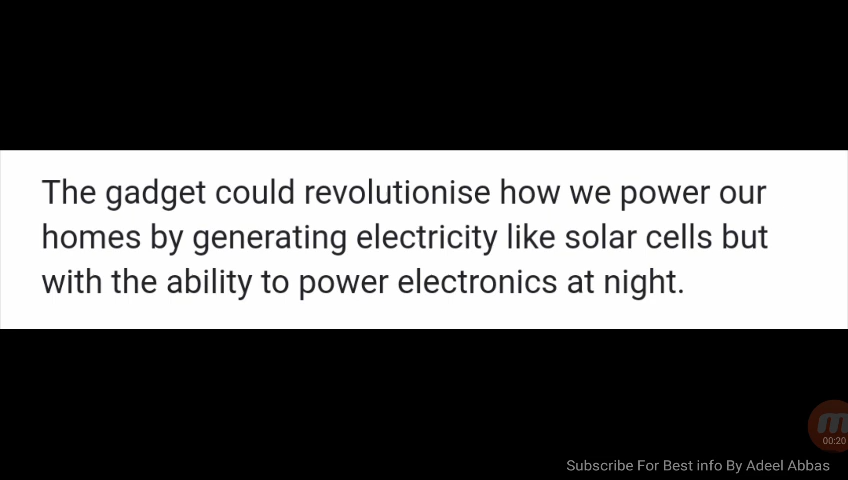 The gadget could revolutionise how we power our
homes by generating electricity like solar cells but
with the ability to power electronics at night.
00:20
Subscribe For Best info By Adeel Abbas